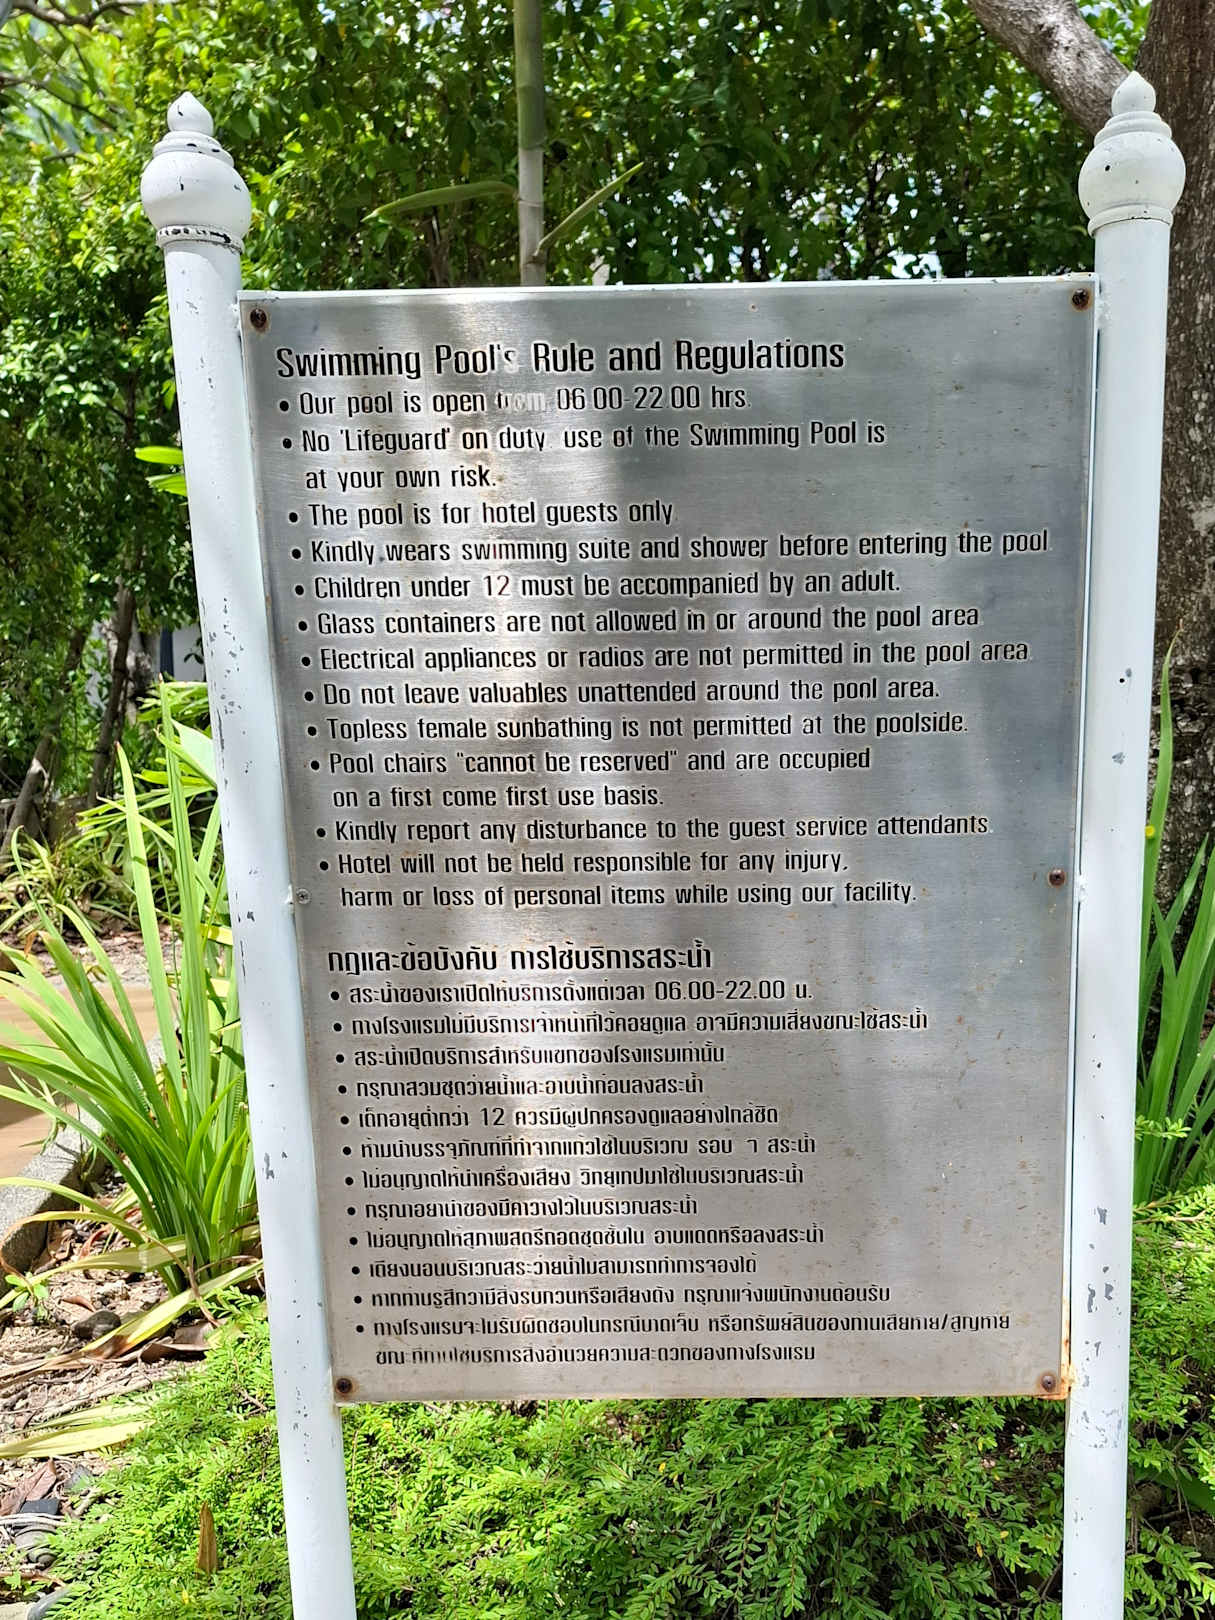 Swimming Pool's Rule and Regulations
• Our pool is open from 06.00-22.00 hrs.
• No 'Lifeguard' on duty. use of the Swimming Pool is
at your own risk.
• The pool is for hotel guests only.
• Kindly wears swimming suite and shower before entering the pool.
• Children under 12 must be accompanied by an adult.
• Glass containers are not allowed in or around the pool area.
• Electrical appliances or radios are not permitted in the pool area.
• Do not leave valuables unattended around the pool area.
• Topless female sunbathing is not permitted at the poolside.
• Pool chairs "cannot be reserved" and are occupied
on a first come first use basis.
• Kindly report any disturbance to the guest service attendants.
• Hotel will not be held responsible for any injury,
harm or loss of personal items while using our facility.
กฎและข้อบังคับ การใช้บริการสระน้ำ
• สระน้ำของเราเปิดให้บริการตั้งแต่เวลา 06.00-22.00 น.
• ทางโรงแรมไม่มีบริการเจ้าหน้าที่ไว้คอยดูแล อาจมีความเสี่ยงขณะใช้สระน้ำ
• สระน้ำเปิดบริการสำหรับแขกของโรงแรมเท่านั้น
• กรุณาสวมชุดว่ายน้ำและอาบน้ำก่อนลงสระน้ำ
• เด็กอายุต่ำกว่า 12 ควรมีผู้ปกครองดูแลอย่างใกล้ชิด
• ห้ามนำบรรจุภัณฑ์ที่ทำจากแก้วใช้ในบริเวณ รอบ ๆ สระน้ำ
• ไม่อนุญาตให้นำเครื่องเสียง วิทยุเทปมาใช้ในบริเวณสระน้ำ
• กรุณาอย่านำของมีค่าวางไว้ในบริเวณสระน้ำ
• ไม่อนุญาตให้สุภาพสตรีถอดชุดชั้นใน อาบแดดหรือลงสระน้ำ
• เตียงนอนบริเวณสระว่ายน้ำไม่สามารถทำการจองได้
• หากท่านรู้สึกว่ามีสิ่งรบกวนหรือเสียงดัง กรุณาแจ้งพนักงานต้อนรับ
• ทางโรงแรมจะไม่รับผิดชอบในกรณีบาดเจ็บ หรือทรัพย์สินของท่านเสียหาย/สูญหาย
ขณะที่ท่านใช้บริการสิ่งอำนวยความสะดวกของทางโรงแรม